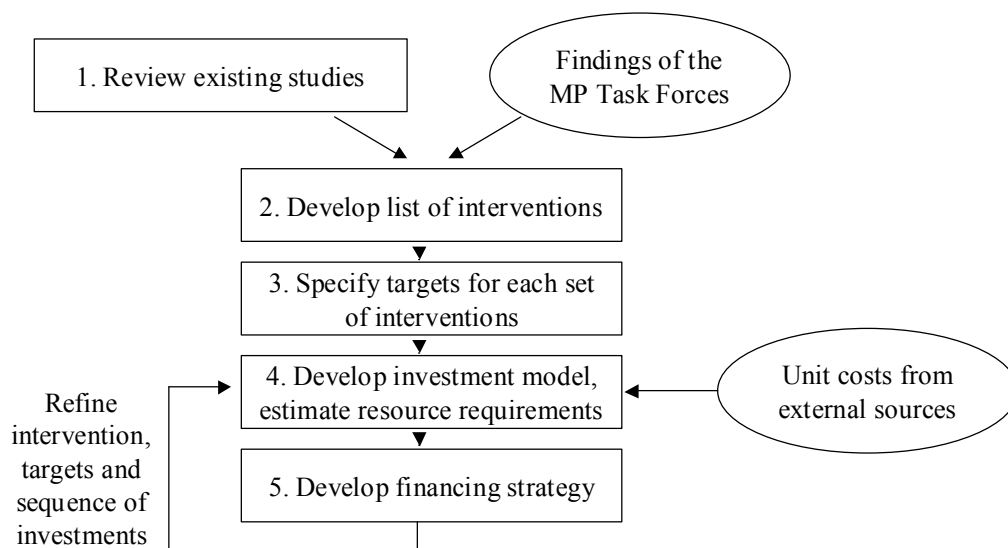 1. Review existing studies
Findings of the
MP Task Forces
2. Develop list of interventions
3. Specify targets for each set
of interventions
4. Develop investment model,
estimate resource requirements
Unit costs from
external sources
Refine
intervention,
targets and
sequence of
investments
5. Develop financing strategy